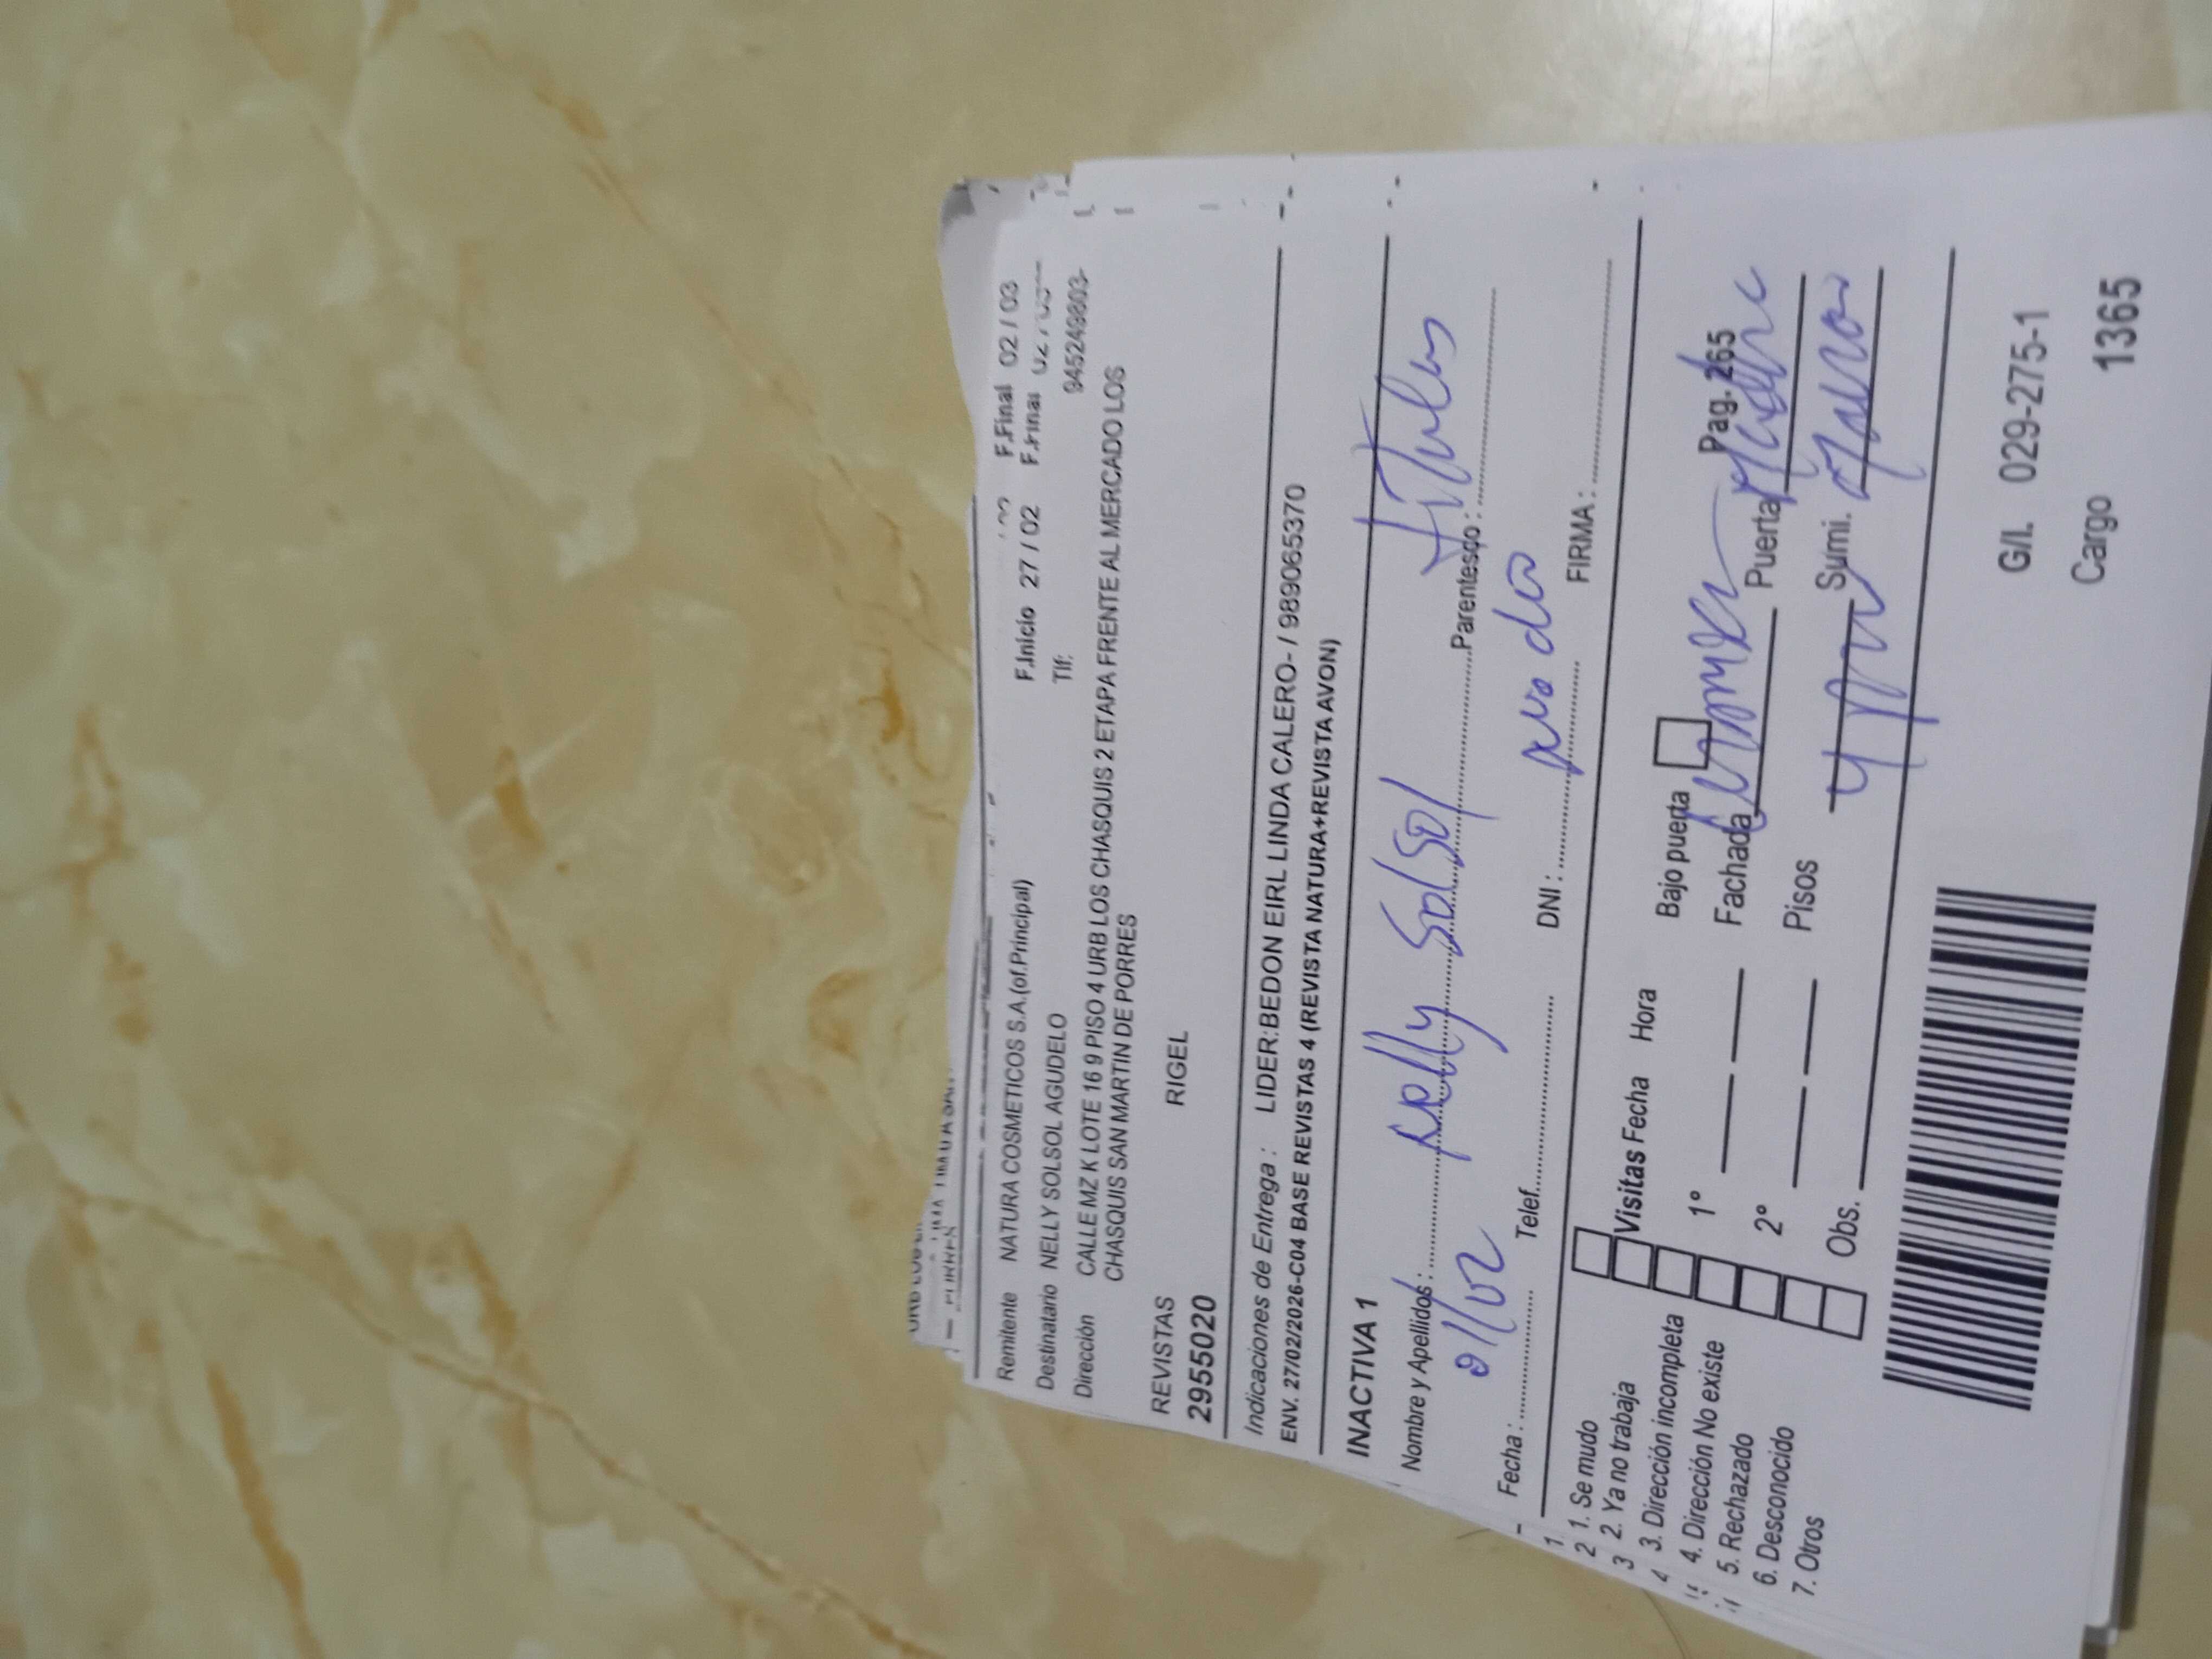 Remitente NATURA COSMETICOS S.A.(of.Principal)
F.Inicio 27 / 02 F.Final 02 / 03
F.Final
Destinatario NELLY SOLSOL AGUDELO Tlf: 945249803-
Dirección CALLE MZ K LOTE 16 9 PISO 4 URB LOS CHASQUIS 2 ETAPA FRENTE AL MERCADO LOS
CHASQUIS SAN MARTIN DE PORRES
REVISTAS RIGEL
2955020
Indicaciones de Entrega : LIDER:BEDON EIRL LINDA CALERO- / 989065370
ENV. 27/02/2026-C04 BASE REVISTAS 4 (REVISTA NATURA+REVISTA AVON)
INACTIVA 1
Nombre y Apellidos : Nelly Solsol Parentesco : Titular
Fecha : Telef. DNI : FIRMA :
1. Se mudo
2. Ya no trabaja
3. Dirección incompleta
4. Dirección No existe
5. Rechazado
6. Desconocido
7. Otros
Visitas Fecha Hora
1º
2º
Obs.
Bajo puerta Pag. 265
Fachada Puerta
Pisos Sumi.
G/L 029-275-1
Cargo 1365